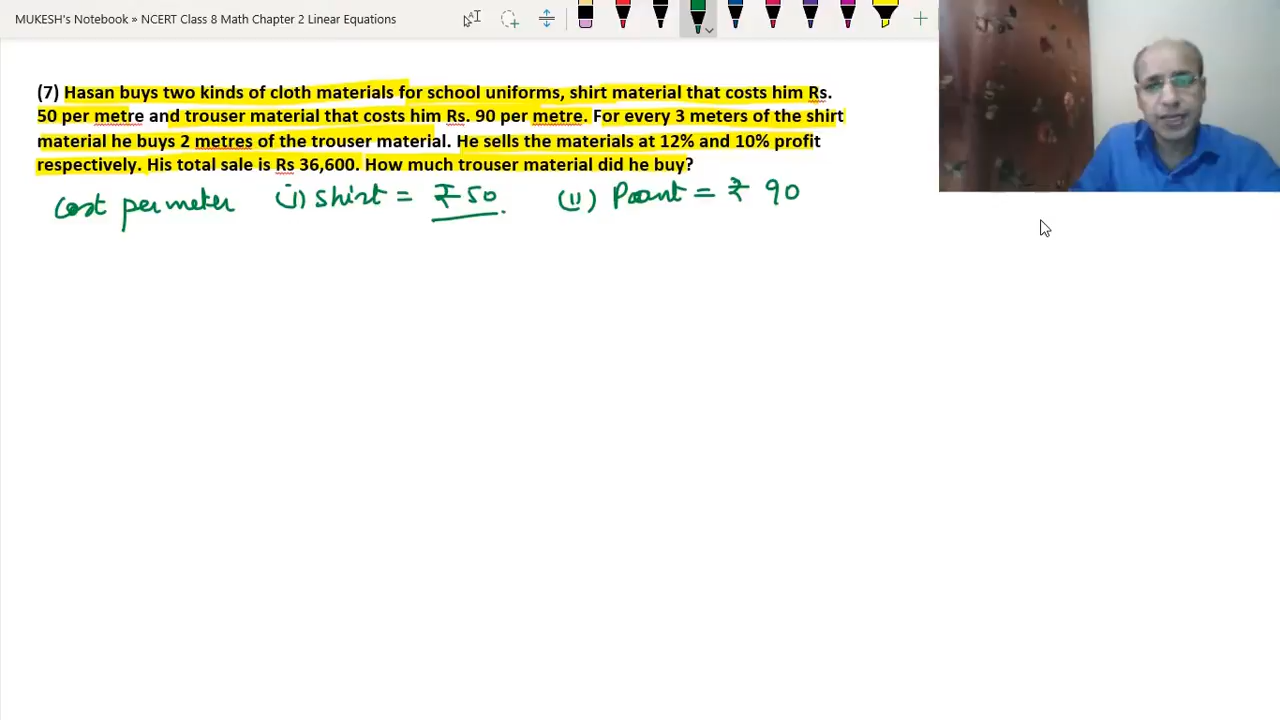 MUKESH's Notebook » NCERT Class 8 Math Chapter 2 Linear Equations
(7) Hasan buys two kinds of cloth materials for school uniforms, shirt material that costs him Rs.
50 per metre and trouser material that costs him Rs. 90 per metre. For every 3 meters of the shirt
material he buys 2 metres of the trouser material. He sells the materials at 12% and 10% profit
respectively. His total sale is Rs 36,600. How much trouser material did he buy?
Cost per meter (i) Shirt = ₹ 50. (ii) Paant = ₹ 90